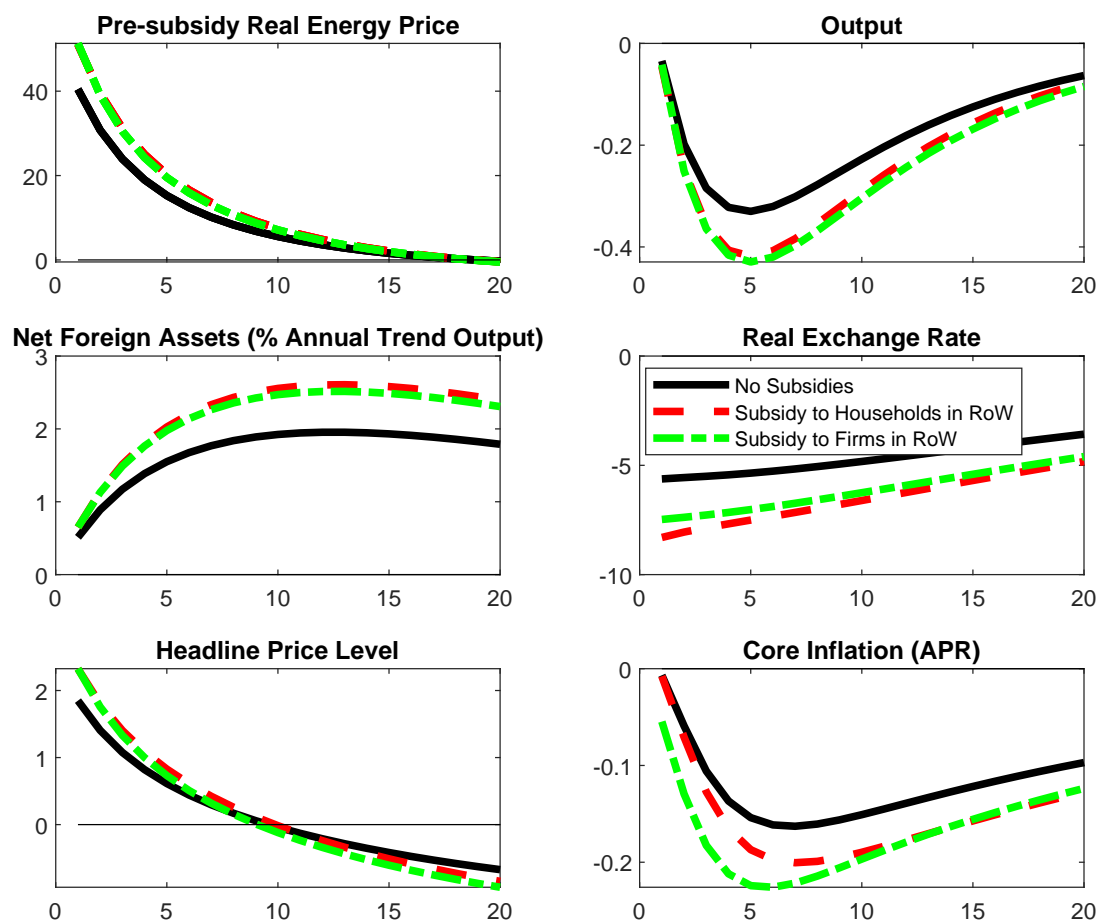 Pre-subsidy Real Energy Price
40
20
0
0 5 10 15 20
Output
0
-0.2
-0.4
0 5 10 15 20
Net Foreign Assets (% Annual Trend Output)
3
2
1
0
0 5 10 15 20
Real Exchange Rate
0
-5
-10
No Subsidies
Subsidy to Households in RoW
Subsidy to Firms in RoW
0 5 10 15 20
Headline Price Level
2
1
0
0 5 10 15 20
Core Inflation (APR)
0
-0.1
-0.2
0 5 10 15 20